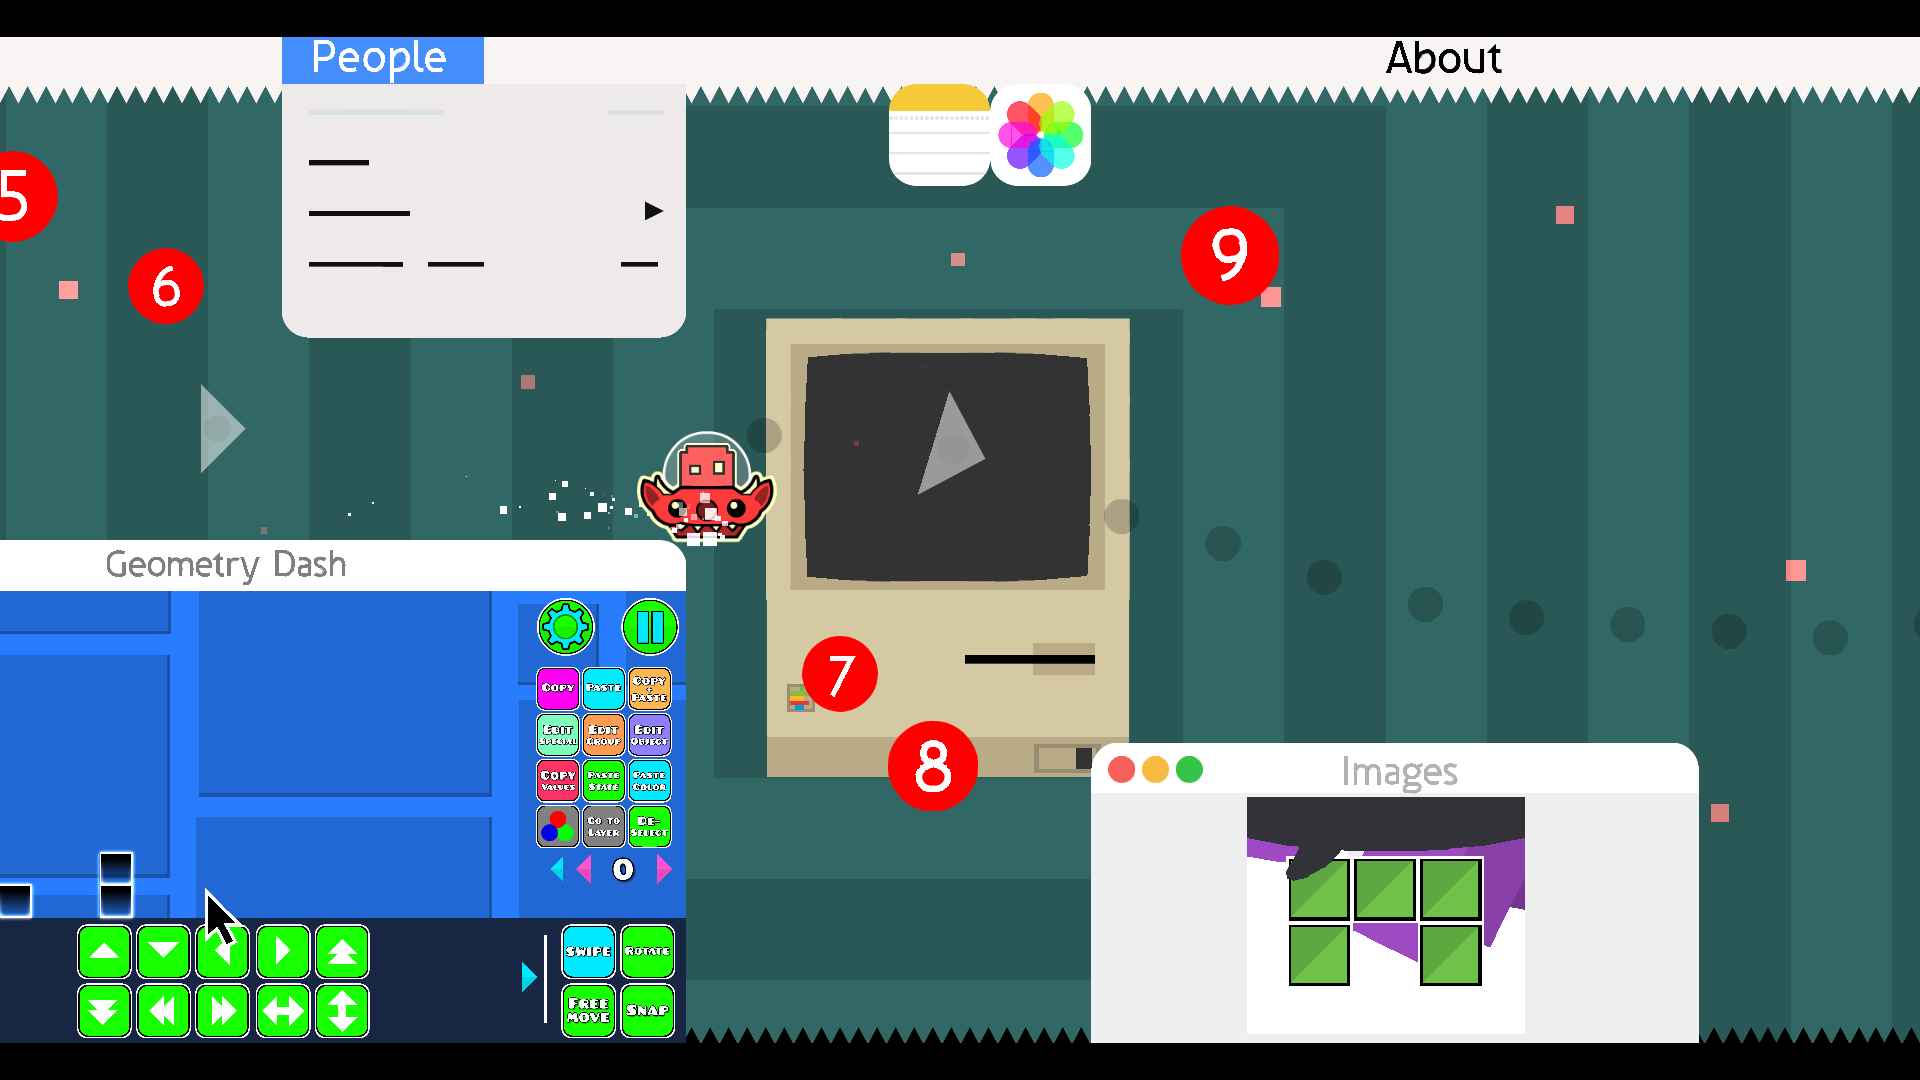 People
About
5
6
9
Geometry Dash
COPY
PASTE
COPY
+
PASTE
EDIT
SPECIAL
EDIT
GROUP
EDIT
OBJECT
COPY
VALUES
PASTE
STATE
PASTE
COLOR
GO TO
LAYER
DE-
SELECT
0
7
8
Images
SWIPE
ROTATE
FREE
MOVE
SNAP